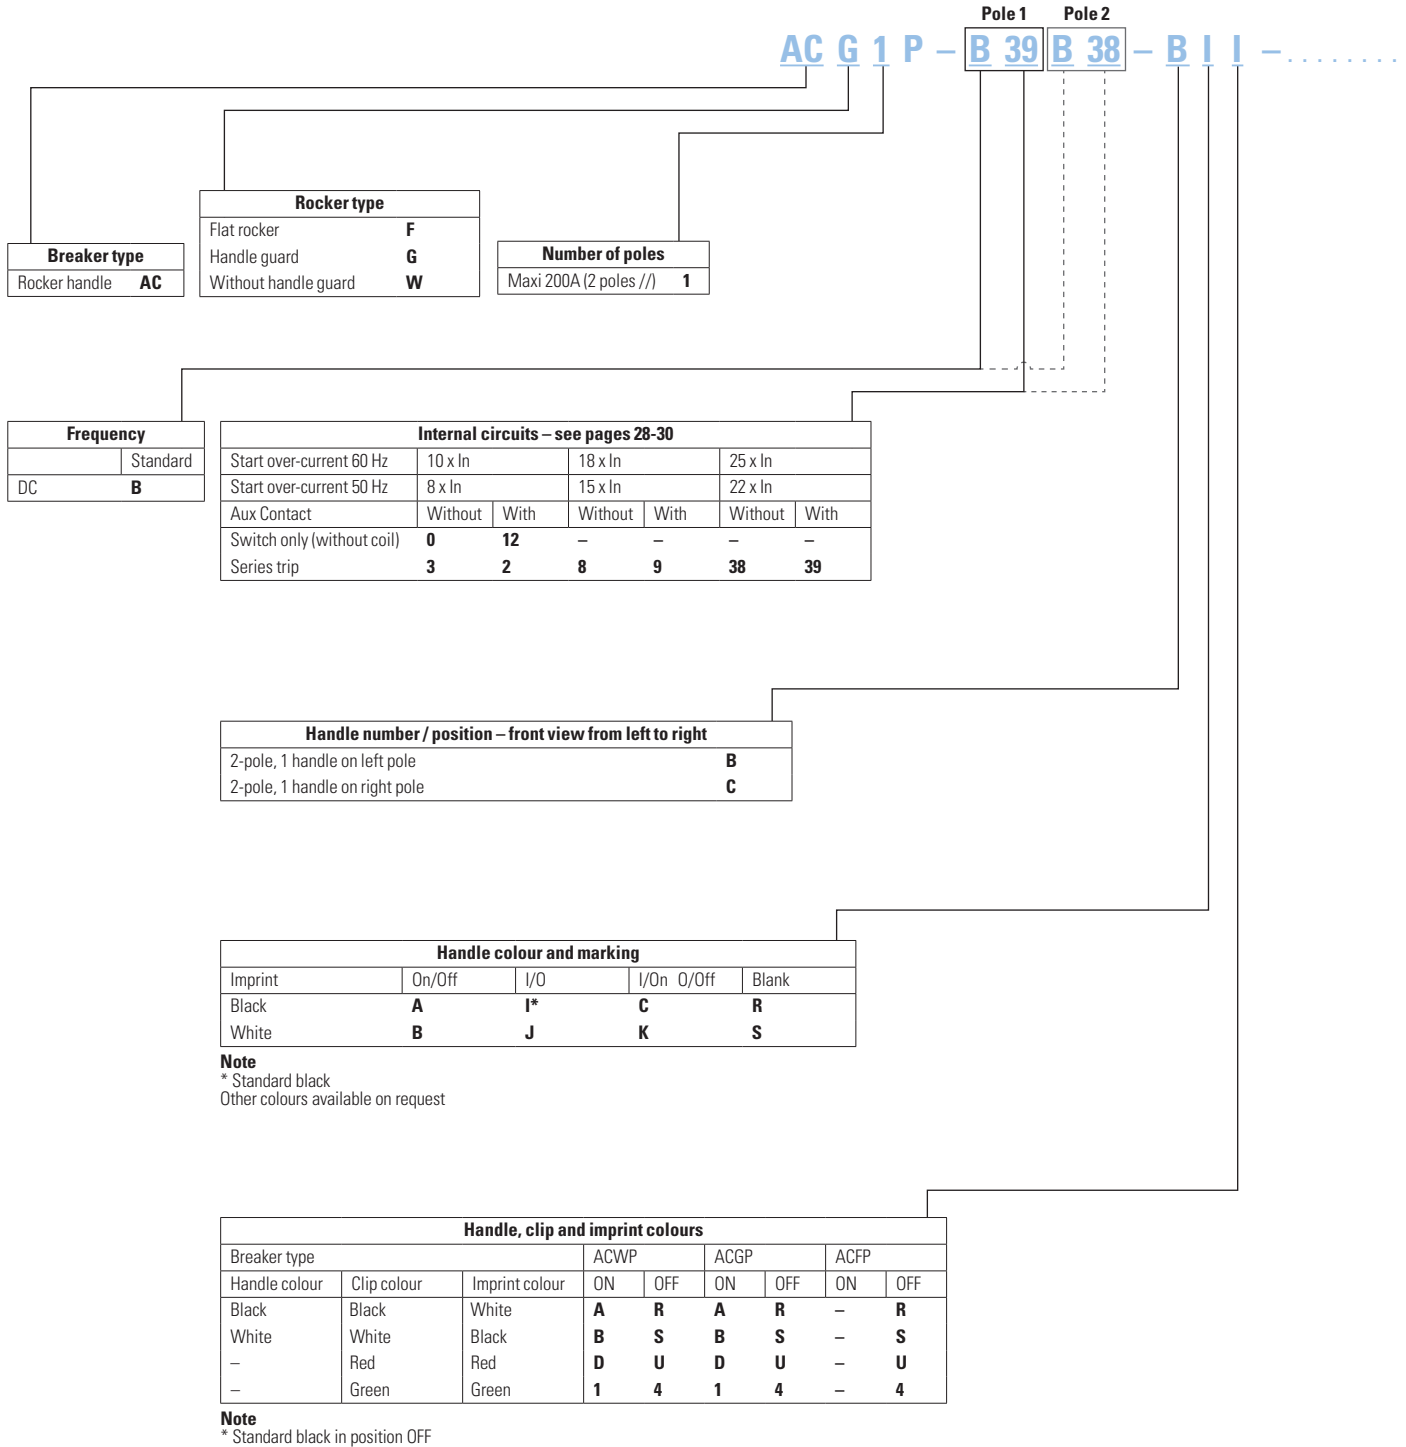 Pole 1 Pole 2
AC G 1 P – B 39 B 38 – B I I – . . . . . . . .
Rocker type
Flat rocker F
Handle guard G
Without handle guard W
Breaker type
Rocker handle AC
Number of poles
Maxi 200A (2 poles //) 1
Frequency
Standard
DC B
Internal circuits – see pages 28-30
Start over-current 60 Hz 10 x In 18 x In 25 x In
Start over-current 50 Hz 8 x In 15 x In 22 x In
Aux Contact Without With Without With Without With
Switch only (without coil) 0 12 – – – –
Series trip 3 2 8 9 38 39
Handle number / position – front view from left to right
2-pole, 1 handle on left pole B
2-pole, 1 handle on right pole C
Handle colour and marking
Imprint On/Off I/O I/On O/Off Blank
Black A I* C R
White B J K S
Note
* Standard black
Other colours available on request
Handle, clip and imprint colours
Breaker type ACWP ACGP ACFP
Handle colour Clip colour Imprint colour ON OFF ON OFF ON OFF
Black Black White A R A R – R
White White Black B S B S – S
– Red Red D U D U – U
– Green Green 1 4 1 4 – 4
Note
* Standard black in position OFF